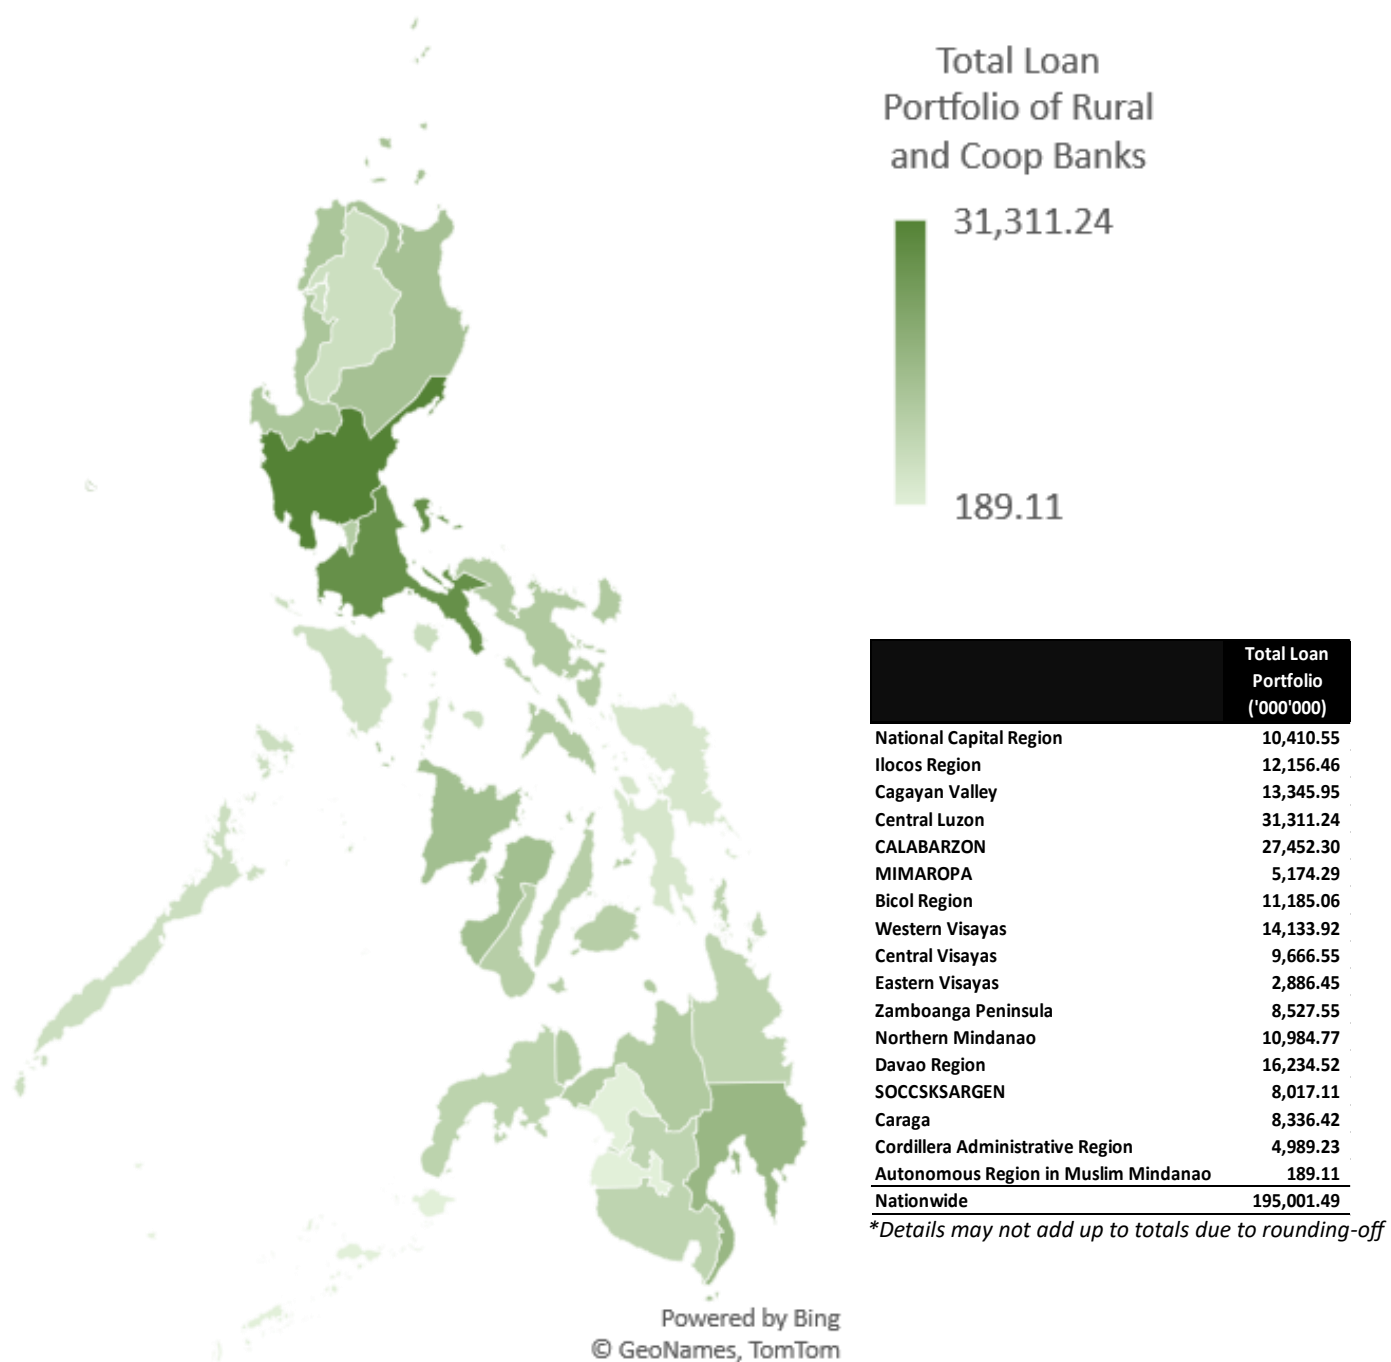 Total Loan
Portfolio of Rural
and Coop Banks
31,311.24
189.11
Total Loan
Portfolio
('000'000)
National Capital Region 10,410.55
Ilocos Region 12,156.46
Cagayan Valley 13,345.95
Central Luzon 31,311.24
CALABARZON 27,452.30
MIMAROPA 5,174.29
Bicol Region 11,185.06
Western Visayas 14,133.92
Central Visayas 9,666.55
Eastern Visayas 2,886.45
Zamboanga Peninsula 8,527.55
Northern Mindanao 10,984.77
Davao Region 16,234.52
SOCCSKSARGEN 8,017.11
Caraga 8,336.42
Cordillera Administrative Region 4,989.23
Autonomous Region in Muslim Mindanao 189.11
Nationwide 195,001.49
*Details may not add up to totals due to rounding-off
Powered by Bing
© GeoNames, TomTom